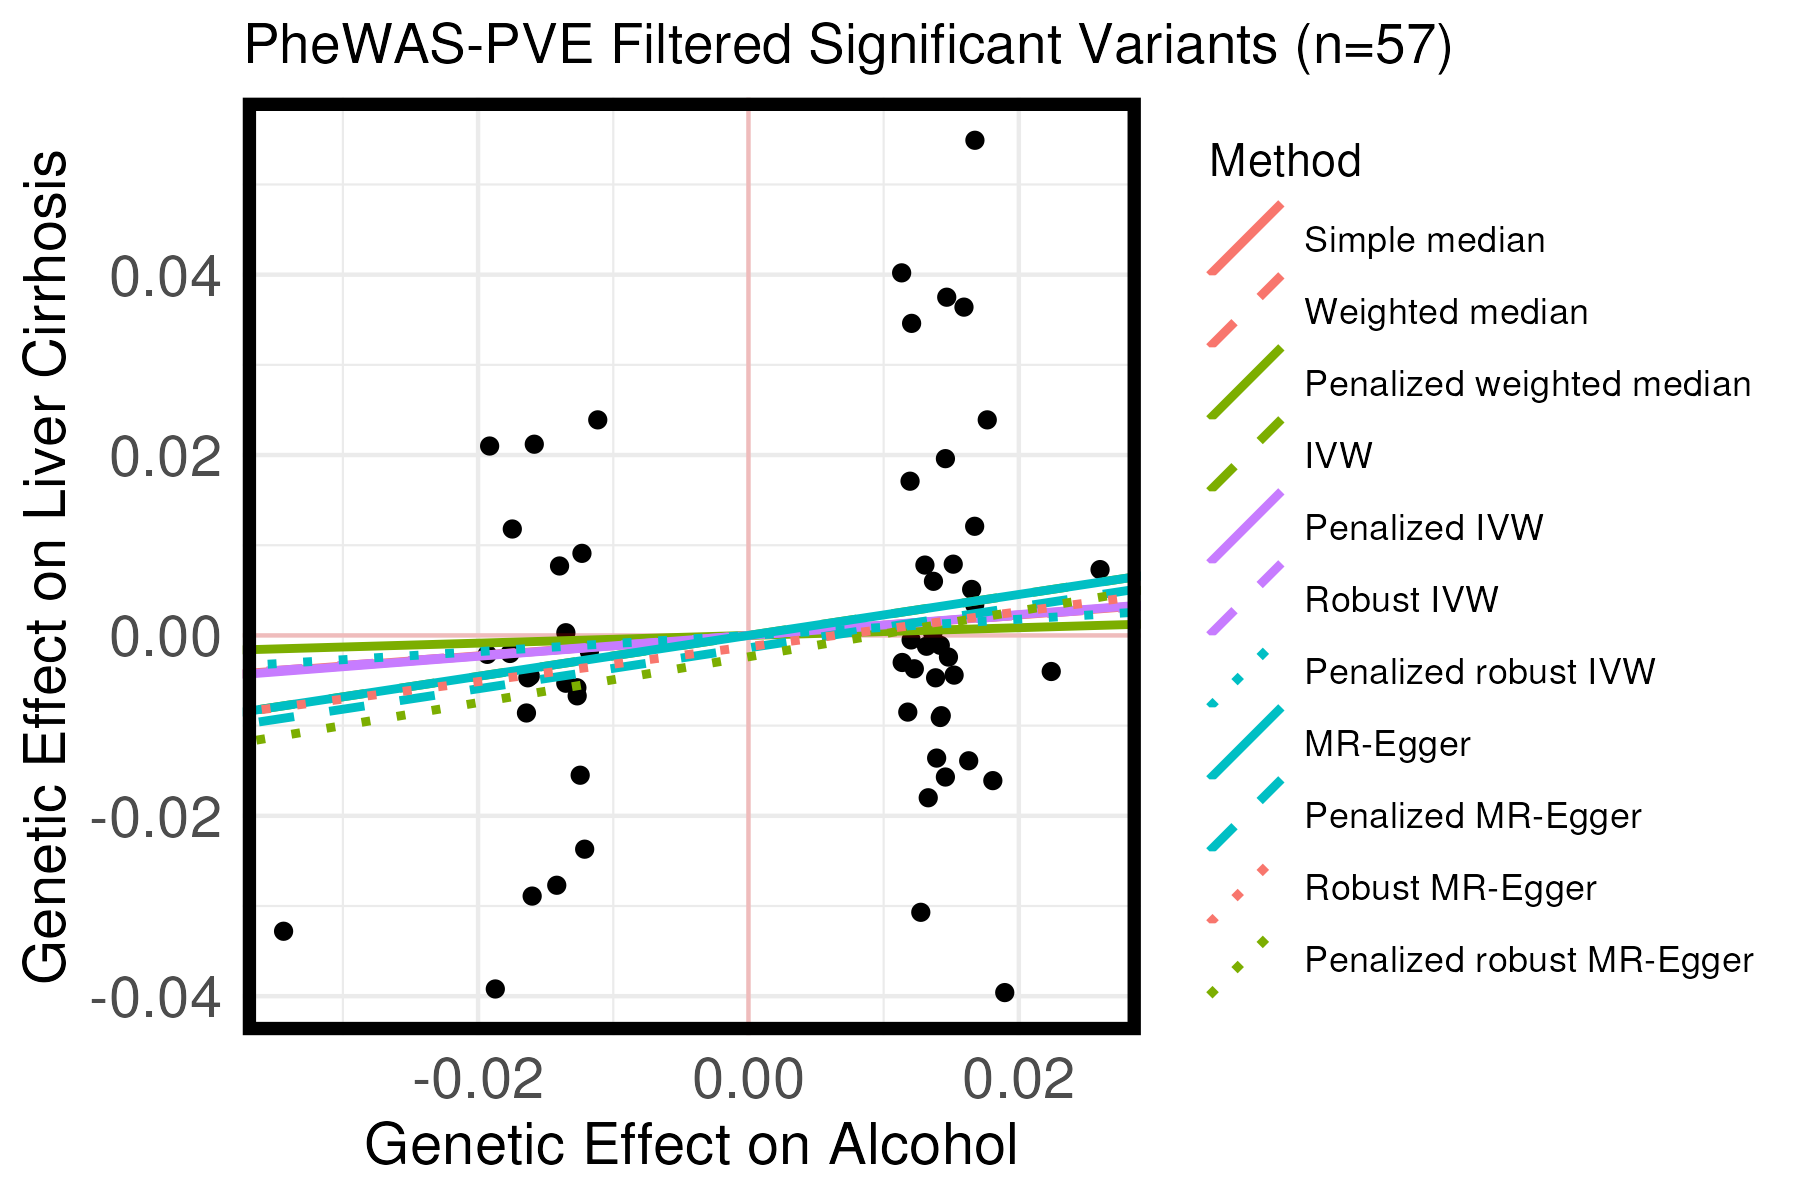 PheWAS-PVE Filtered Significant Variants (n=57)
Genetic Effect on Liver Cirrhosis
0.04
0.02
0.00
-0.02
-0.04
-0.02
0.00
0.02
Genetic Effect on Alcohol
Method
Simple median
Weighted median
Penalized weighted median
IVW
Penalized IVW
Robust IVW
Penalized robust IVW
MR-Egger
Penalized MR-Egger
Robust MR-Egger
Penalized robust MR-Egger